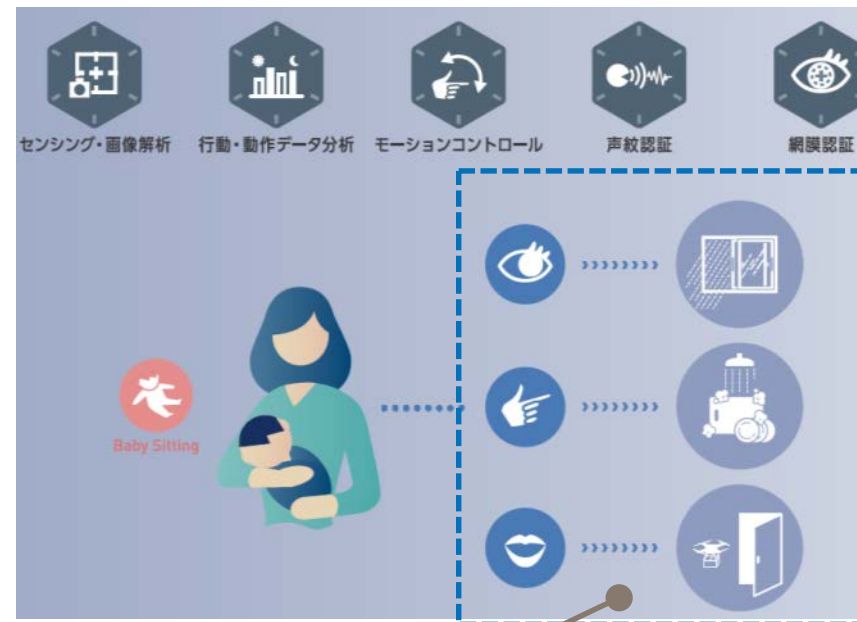 センシング・画像解析
行動・動作データ分析
モーションコントロール
声紋認証
網膜認証
Baby Sitting